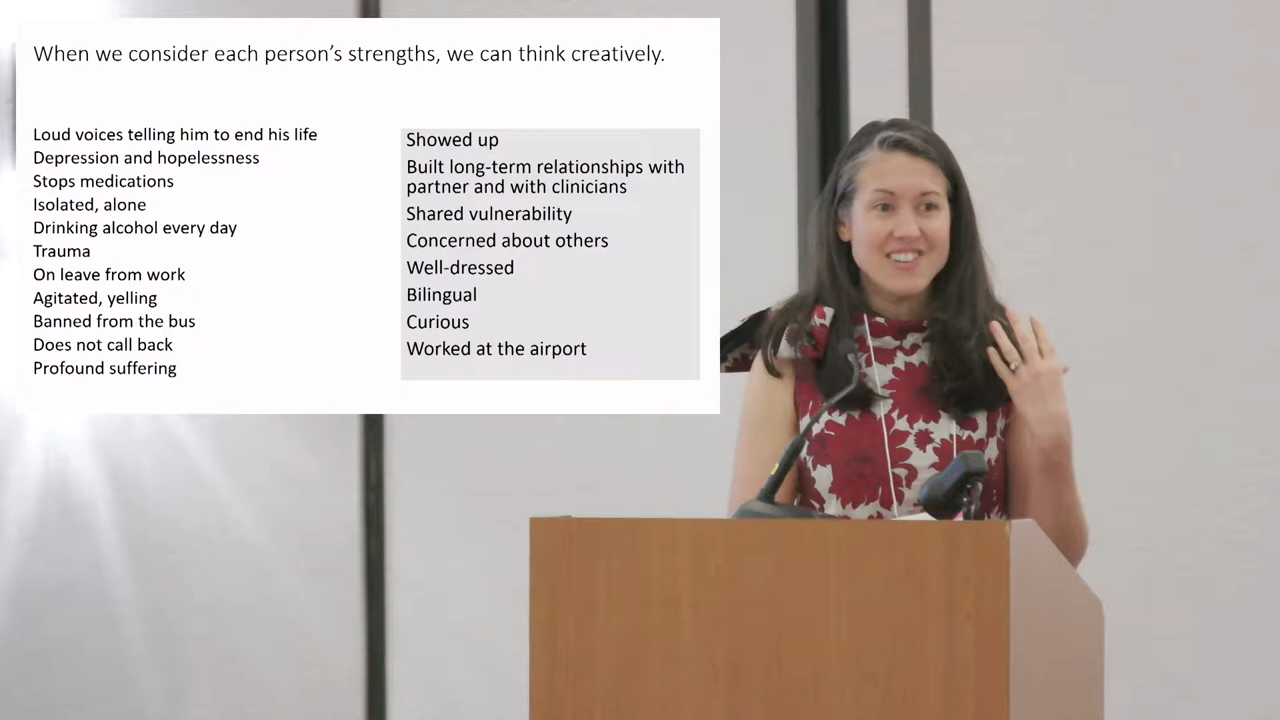 When we consider each person's strengths, we can think creatively.
Loud voices telling him to end his life
Depression and hopelessness
Stops medications
Isolated, alone
Drinking alcohol every day
Trauma
On leave from work
Agitated, yelling
Banned from the bus
Does not call back
Profound suffering
Showed up
Built long-term relationships with
partner and with clinicians
Shared vulnerability
Concerned about others
Well-dressed
Bilingual
Curious
Worked at the airport